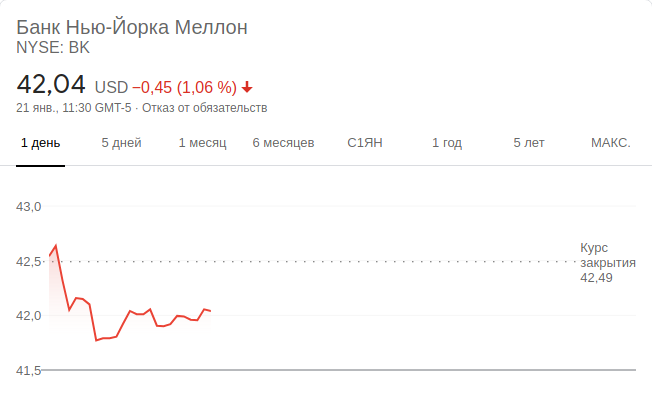 Банк Нью-Йорка Меллон
NYSE: BK
42,04 USD −0,45 (1,06 %)
21 янв., 11:30 GMT-5 · Отказ от обязательств
1 день 5 дней 1 месяц 6 месяцев С1ЯН 1 год 5 лет МАКС.
43,0
Курс
закрытия
42,49
42,5
42,0
41,5